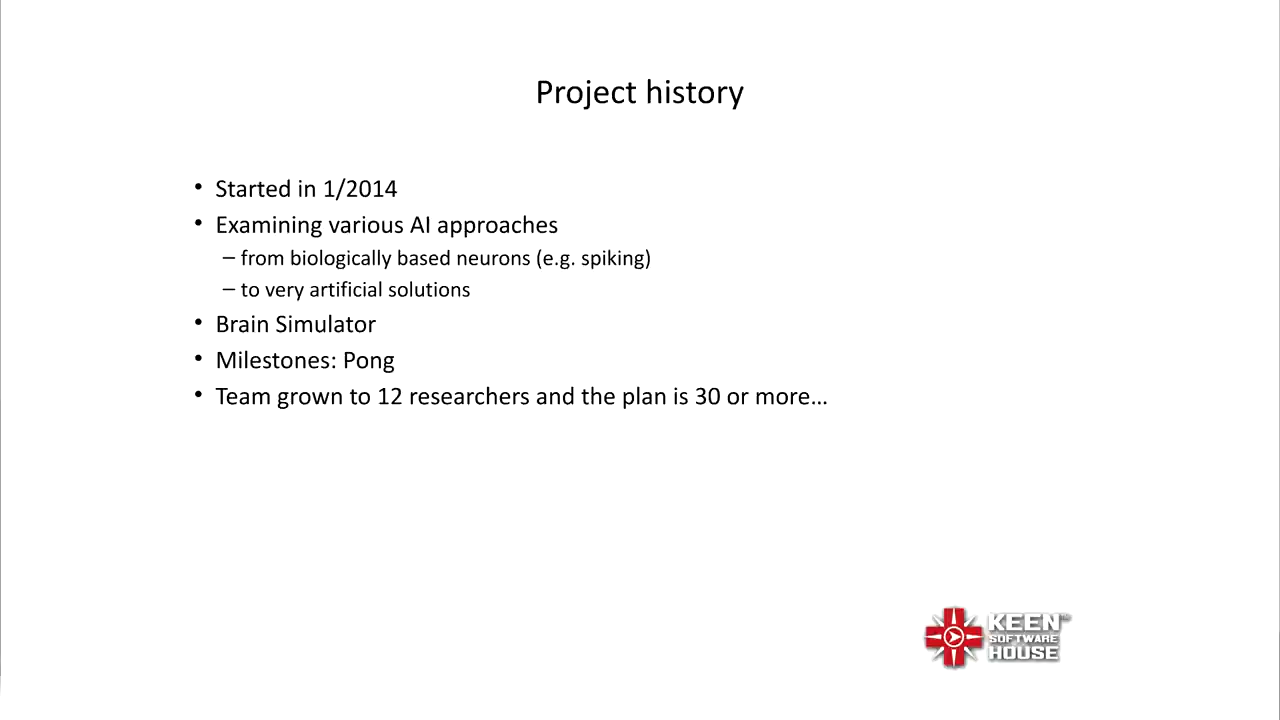 Project history
• Started in 1/2014
• Examining various AI approaches
– from biologically based neurons (e.g. spiking)
– to very artificial solutions
• Brain Simulator
• Milestones: Pong
• Team grown to 12 researchers and the plan is 30 or more…
KEEN
SOFTWARE
HOUSE